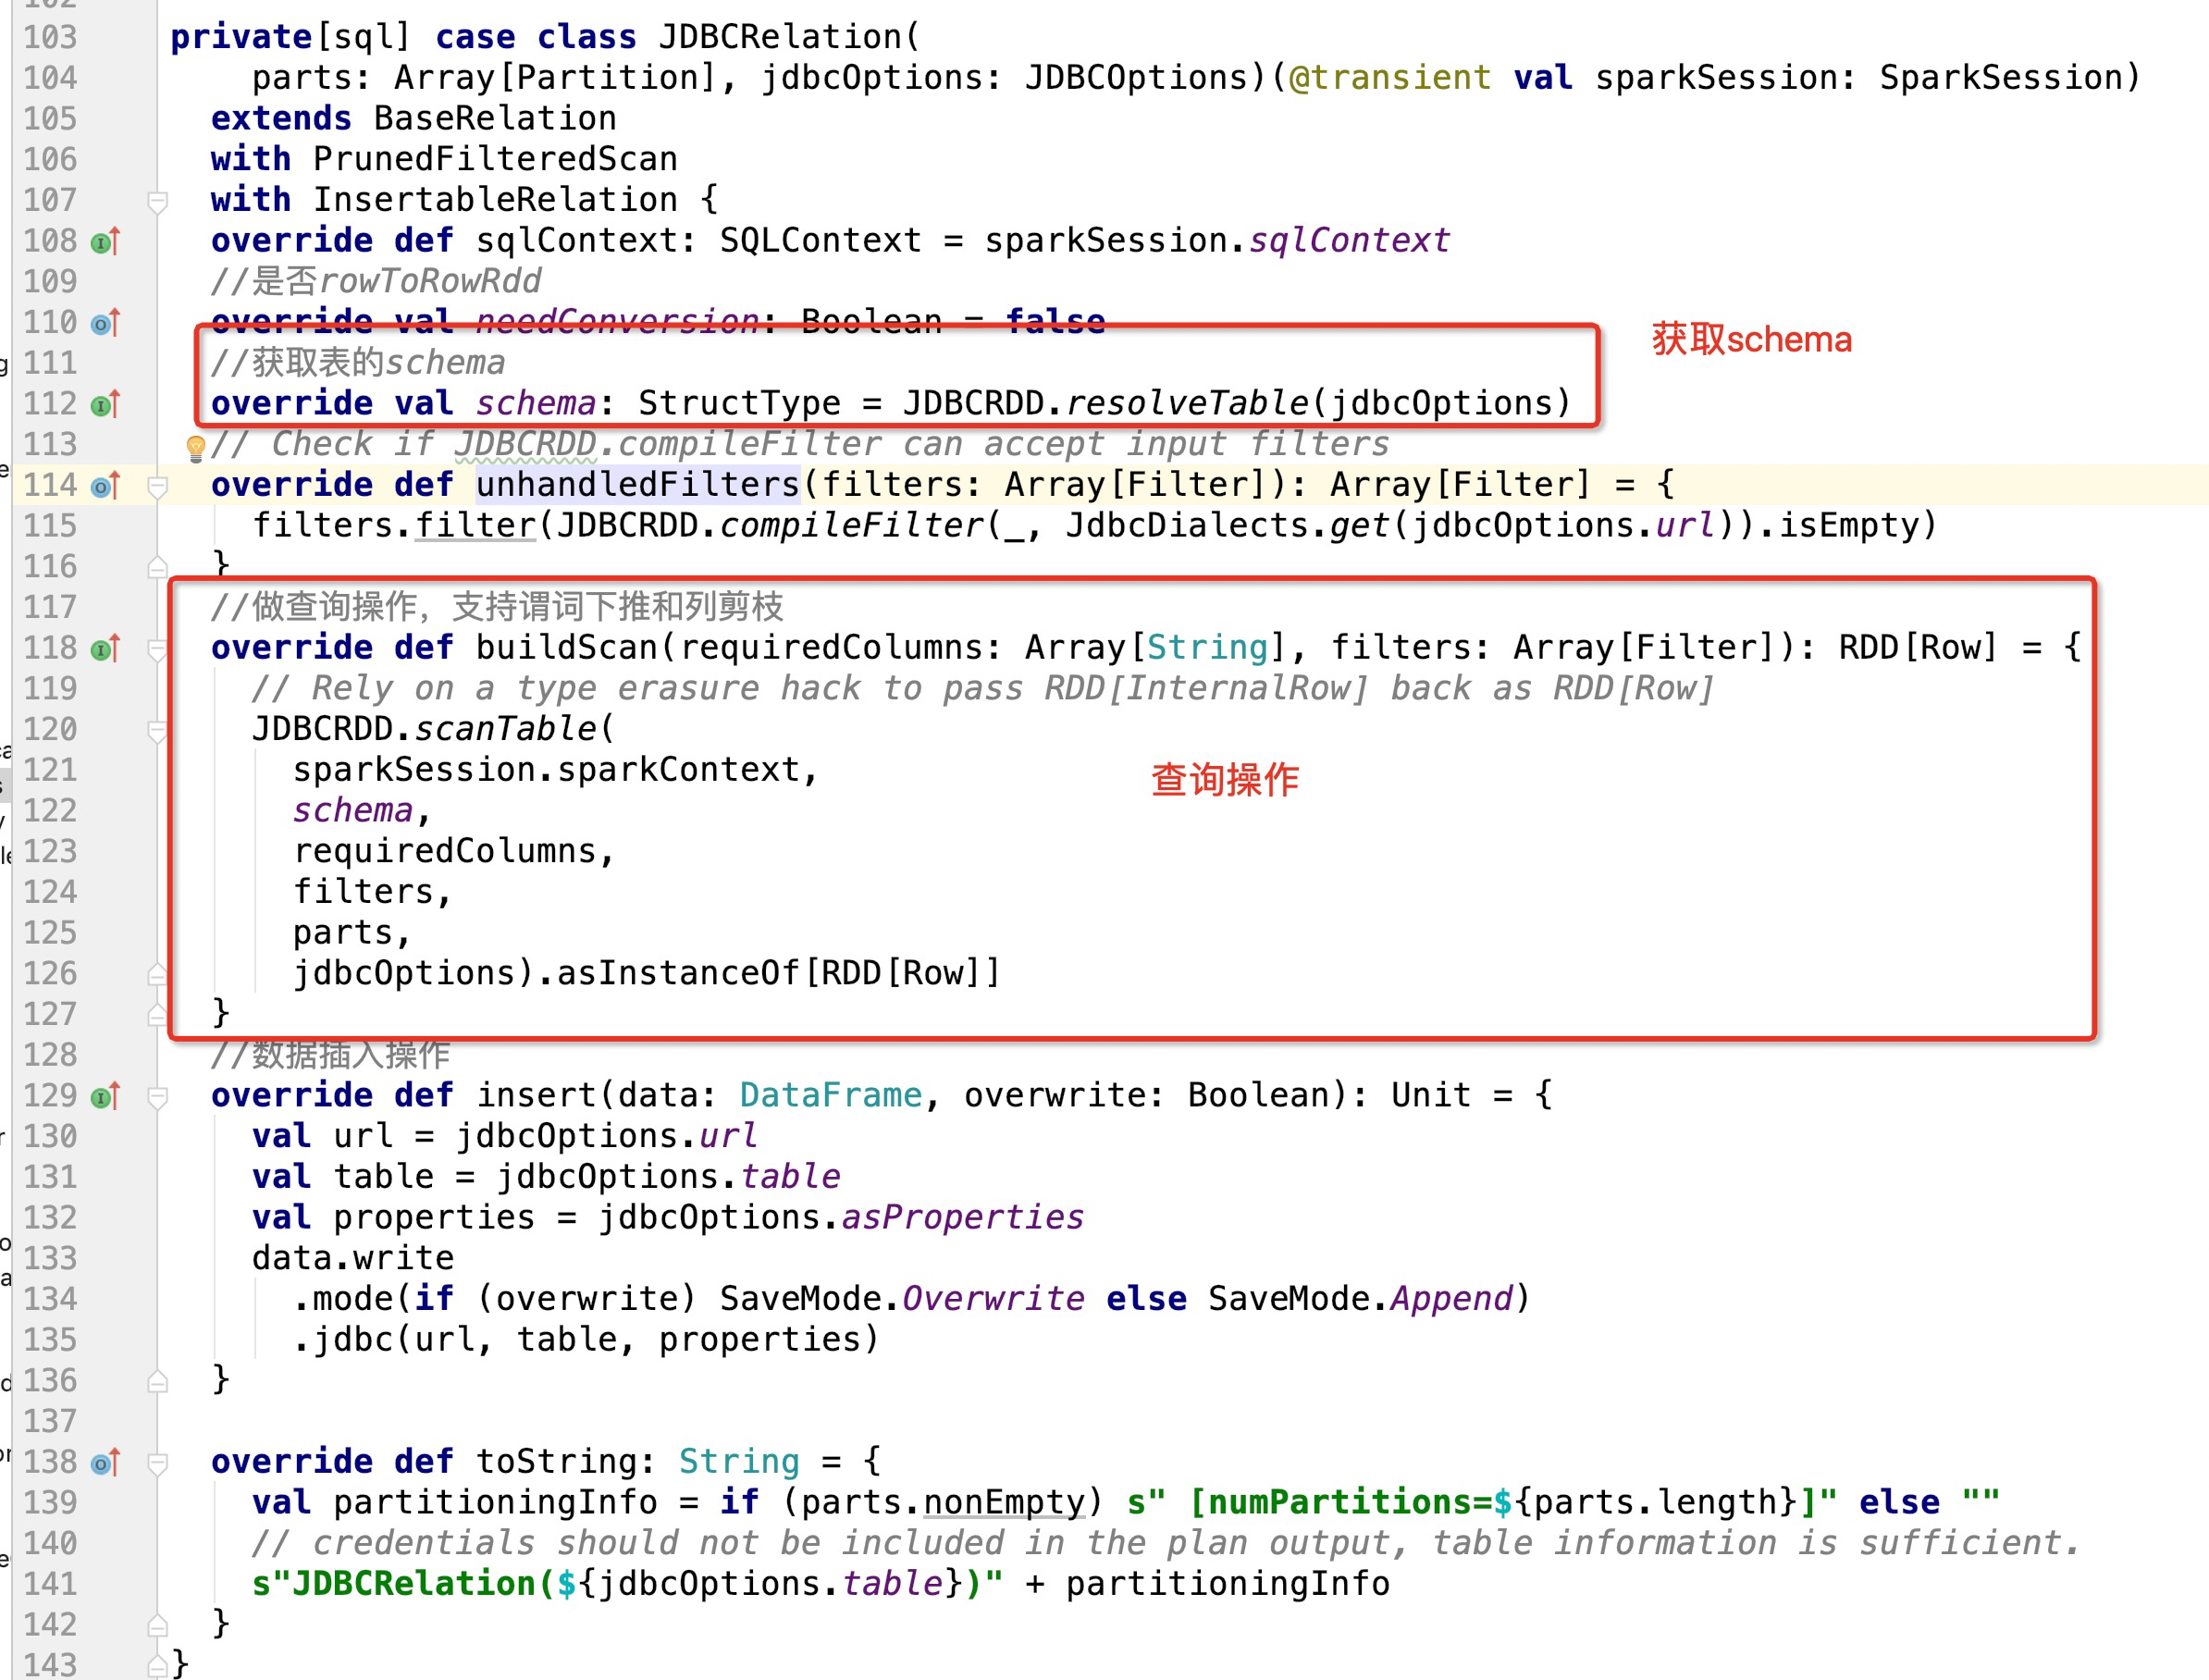 103 private[sql] case class JDBCRelation(
104 parts: Array[Partition], jdbcOptions: JDBCOptions)(@transient val sparkSession: SparkSession)
105 extends BaseRelation
106 with PrunedFilteredScan
107 with InsertableRelation {
108 override def sqlContext: SQLContext = sparkSession.sqlContext
109 //是否rowToRowRdd
110 override val needConversion: Boolean = false
获取schema
111 //获取表的schema
112 override val schema: StructType = JDBCRDD.resolveTable(jdbcOptions)
113 // Check if JDBCRDD.compileFilter can accept input filters
114 override def unhandledFilters(filters: Array[Filter]): Array[Filter] = {
115 filters.filter(JDBCRDD.compileFilter(_, JdbcDialects.get(jdbcOptions.url)).isEmpty)
116 }
117 //做查询操作，支持谓词下推和列剪枝
118 override def buildScan(requiredColumns: Array[String], filters: Array[Filter]): RDD[Row] = {
119 // Rely on a type erasure hack to pass RDD[InternalRow] back as RDD[Row]
120 JDBCRDD.scanTable(
121 sparkSession.sparkContext,
查询操作
122 schema,
123 requiredColumns,
124 filters,
125 parts,
126 jdbcOptions).asInstanceOf[RDD[Row]]
127 }
128 //数据插入操作
129 override def insert(data: DataFrame, overwrite: Boolean): Unit = {
130 val url = jdbcOptions.url
131 val table = jdbcOptions.table
132 val properties = jdbcOptions.asProperties
133 data.write
134 .mode(if (overwrite) SaveMode.Overwrite else SaveMode.Append)
135 .jdbc(url, table, properties)
136 }
137
138 override def toString: String = {
139 val partitioningInfo = if (parts.nonEmpty) s" [numPartitions=${parts.length}]" else ""
140 // credentials should not be included in the plan output, table information is sufficient.
141 s"JDBCRelation(${jdbcOptions.table})" + partitioningInfo
142 }
143 }